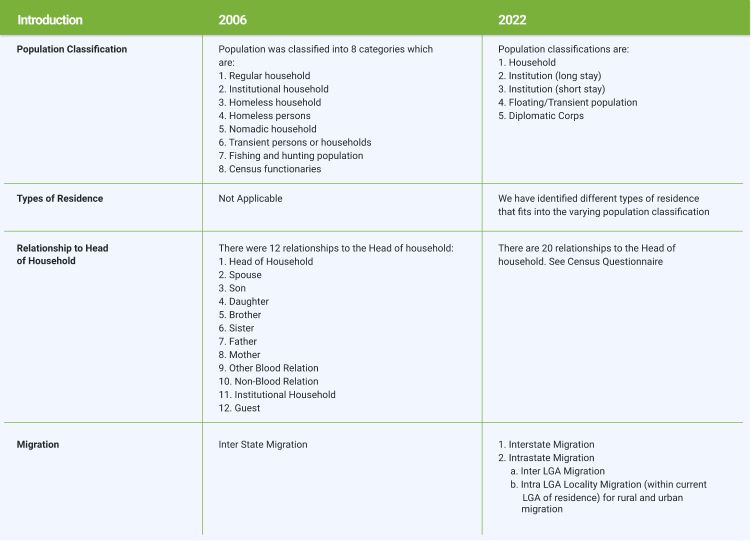 Introduction 2006 2022
Population Classification
Population was classified into 8 categories which
are:
1. Regular household
2. Institutional household
3. Homeless household
4. Homeless persons
5. Nomadic household
6. Transient persons or households
7. Fishing and hunting population
8. Census functionaries
Population classifications are:
1. Household
2. Institution (long stay)
3. Institution (short stay)
4. Floating/Transient population
5. Diplomatic Corps
Types of Residence
Not Applicable
We have identified different types of residence
that fits into the varying population classification
Relationship to Head
of Household
There were 12 relationships to the Head of household:
1. Head of Household
2. Spouse
3. Son
4. Daughter
5. Brother
6. Sister
7. Father
8. Mother
9. Other Blood Relation
10. Non-Blood Relation
11. Institutional Household
12. Guest
There are 20 relationships to the Head of
household. See Census Questionnaire
Migration
Inter State Migration
1. Interstate Migration
2. Intrastate Migration
a. Inter LGA Migration
b. Intra LGA Locality Migration (within current
LGA of residence) for rural and urban
migration